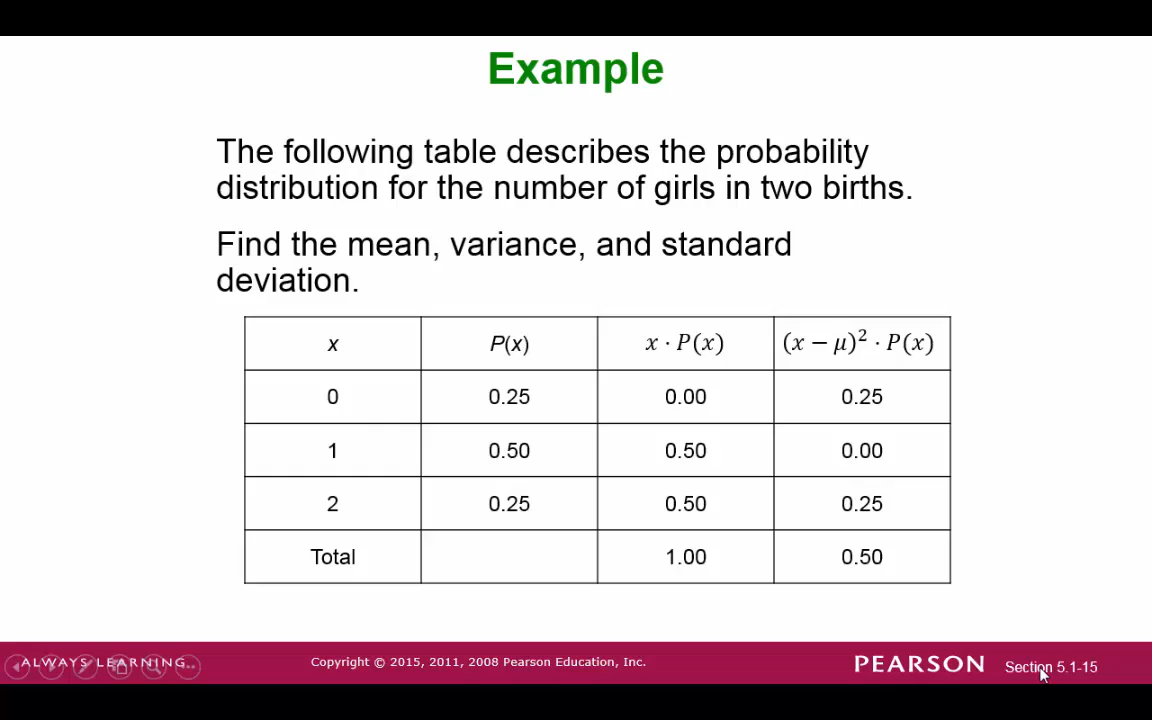 Example
The following table describes the probability
distribution for the number of girls in two births.
Find the mean, variance, and standard
deviation.
x P(x) x · P(x) (x − μ)² · P(x)
0 0.25 0.00 0.25
1 0.50 0.50 0.00
2 0.25 0.50 0.25
Total 1.00 0.50
ALWAYS LEARNING Copyright © 2015, 2011, 2008 Pearson Education, Inc. PEARSON Section 5.1-15